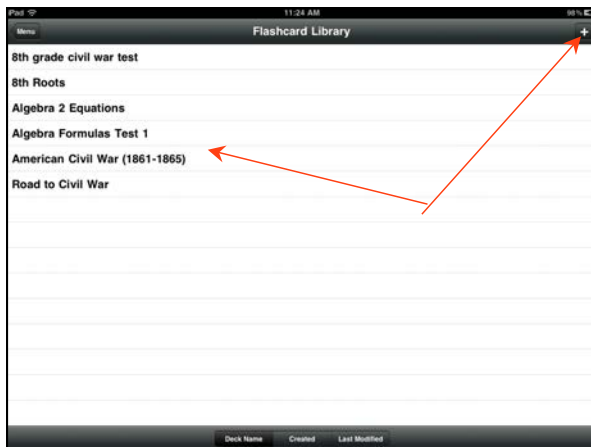 iPad 11:24 AM 98%
Menu Flashcard Library +
8th grade civil war test
8th Roots
Algebra 2 Equations
Algebra Formulas Test 1
American Civil War (1861-1865)
Road to Civil War
Deck Name Created Last Modified